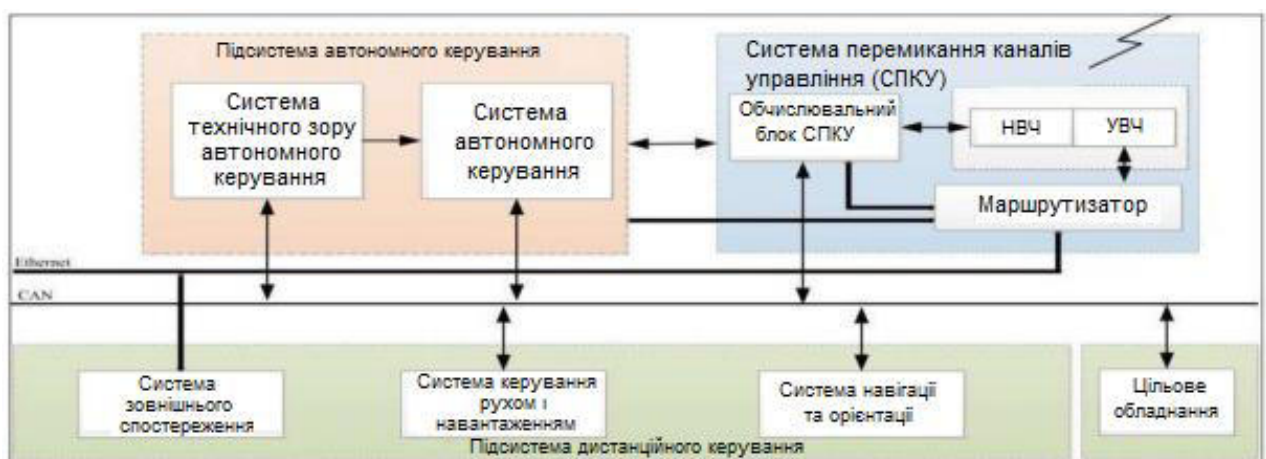 Підсистема автономного керування
Система
технічного зору
автономного
керування
Система
автономного
керування
Система перемикання каналів
управління (СПКУ)
Обчислювальний
блок СПКУ
НВЧ
УВЧ
Маршрутизатор
Ethernet
CAN
Система
зовнішнього
спостереження
Система керування
рухом і
навантаженням
Система навігації
та орієнтації
Цільове
обладнання
Підсистема дистанційного керування